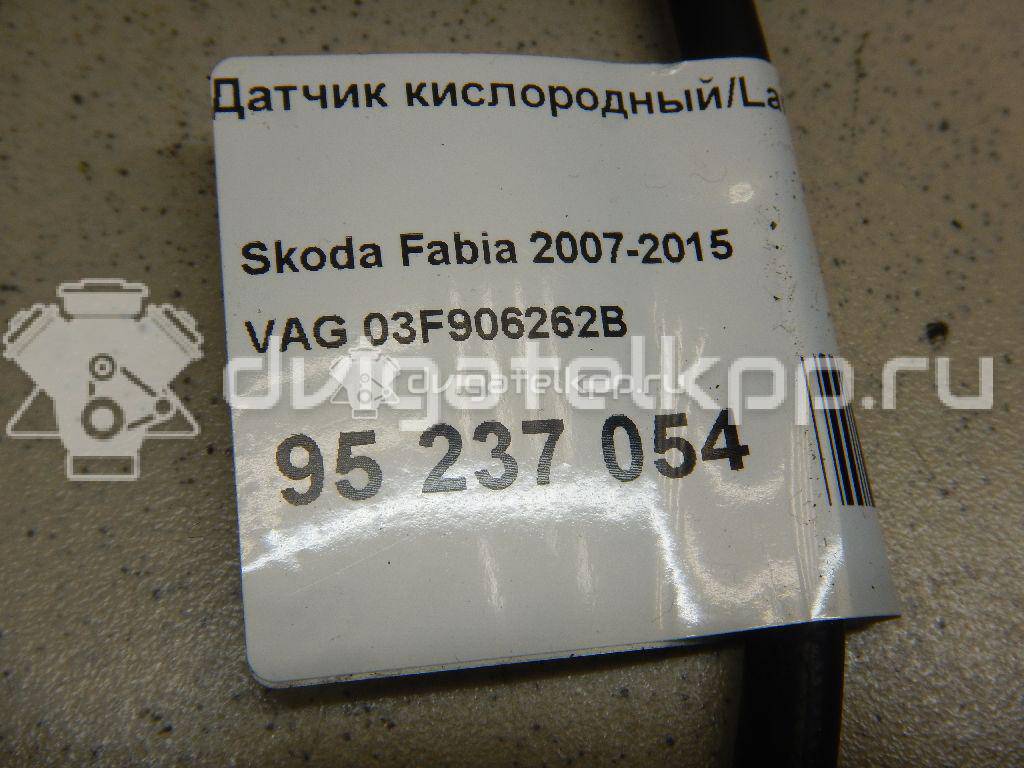 Датчик кислородный/La
Skoda Fabia 2007-2015
VAG 03F906262B
95 237 054
dvigatelkpp.ru
dvigatelkpp.ru